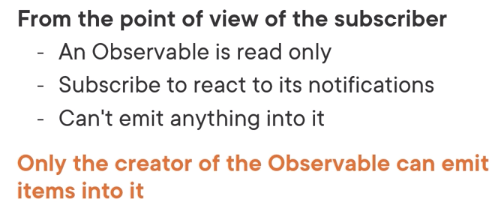 From the point of view of the subscriber
- An Observable is read only
- Subscribe to react to its notifications
- Can't emit anything into it
Only the creator of the Observable can emit
items into it